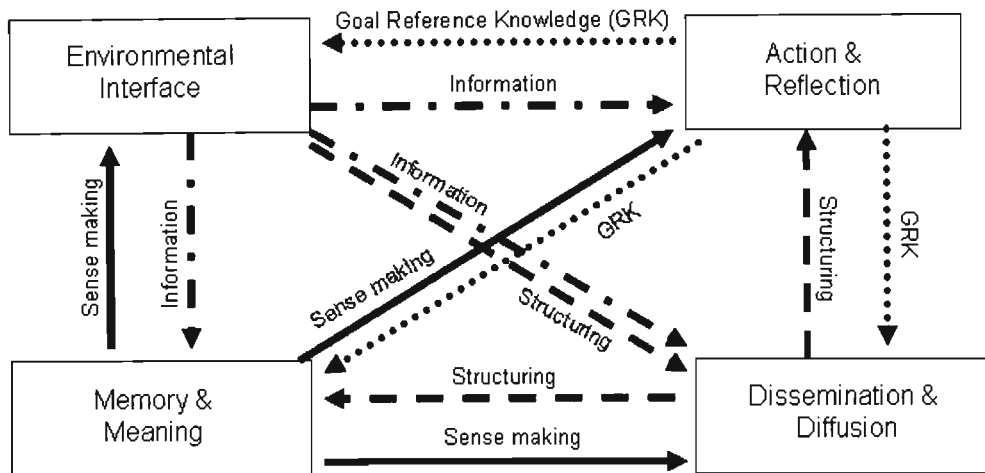 Goal Reference Knowledge (GRK)
Environmental
Interface
Action &
Reflection
Information
Information
Sense making
Information
GRK
Structuring
GRK
Sense making
Structuring
Structuring
Memory &
Meaning
Dissemination &
Diffusion
Sense making